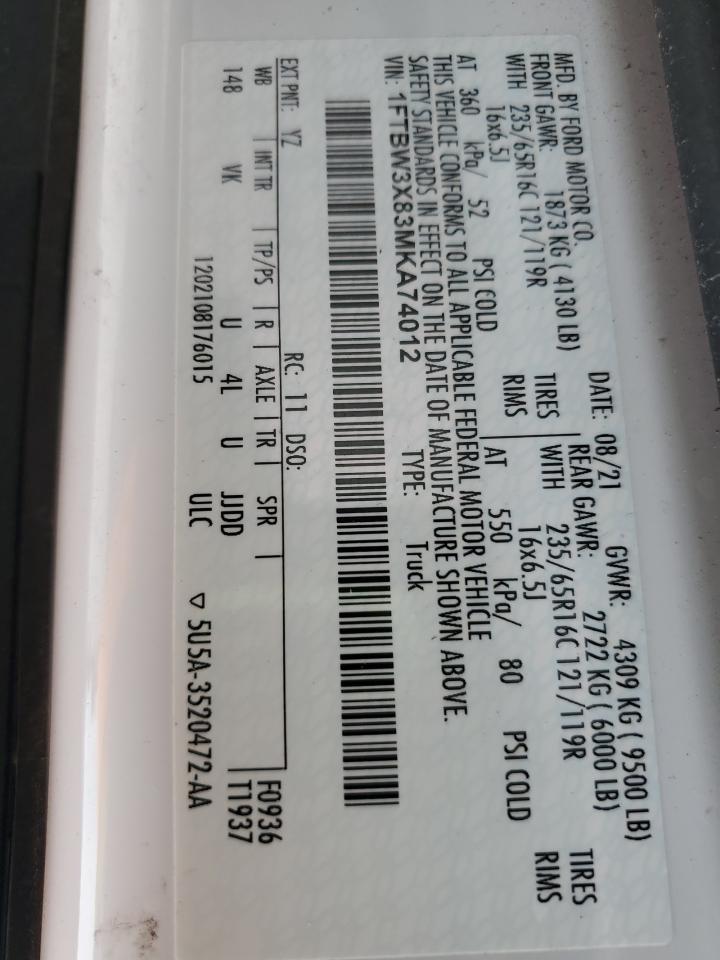 MFD. BY FORD MOTOR CO.
DATE: 08/21 GVWR: 4309 KG ( 9500 LB)
FRONT GAWR: 1873 KG ( 4130 LB)
REAR GAWR: 2722 KG ( 6000 LB)
WITH 235/65R16C 121/119R TIRES
WITH 235/65R16C 121/119R TIRES
16x6.5J RIMS
16x6.5J RIMS
AT 360 kPa/ 52 PSI COLD
AT 550 kPa/ 80 PSI COLD
THIS VEHICLE CONFORMS TO ALL APPLICABLE FEDERAL MOTOR VEHICLE
SAFETY STANDARDS IN EFFECT ON THE DATE OF MANUFACTURE SHOWN ABOVE.
VIN: 1FTBW3X83MKA74012 TYPE: Truck
EXT PNT: YZ RC: 11 DSO: F0936
WB | INT TR | TP/PS | R | AXLE | TR | SPR | T1937
148 VK U 4L U JJDD
1202108176015 ULC ▽ 5U5A-3520472-AA